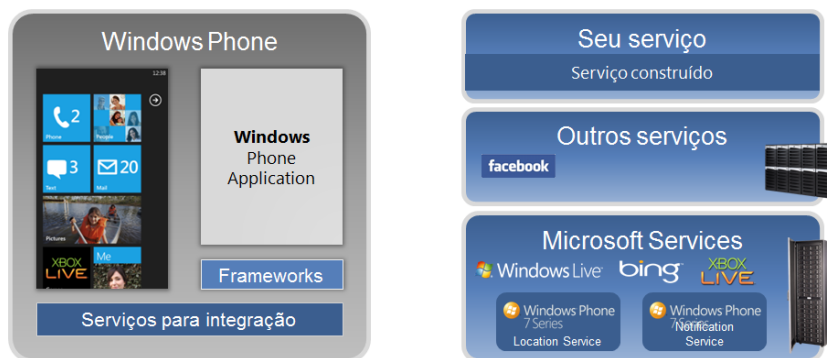 Windows Phone
12:38
2
Phone
People
3
20
Text
Mail
Pictures
XBOX
LIVE
Me
Windows
Phone
Application
Frameworks
Serviços para integração
Seu serviço
Serviço construído
Outros serviços
facebook
Microsoft Services
Windows Live
bing
XBOX
LIVE
Windows Phone
7 Series
Location Service
Windows Phone
7 Series
Notification
Service